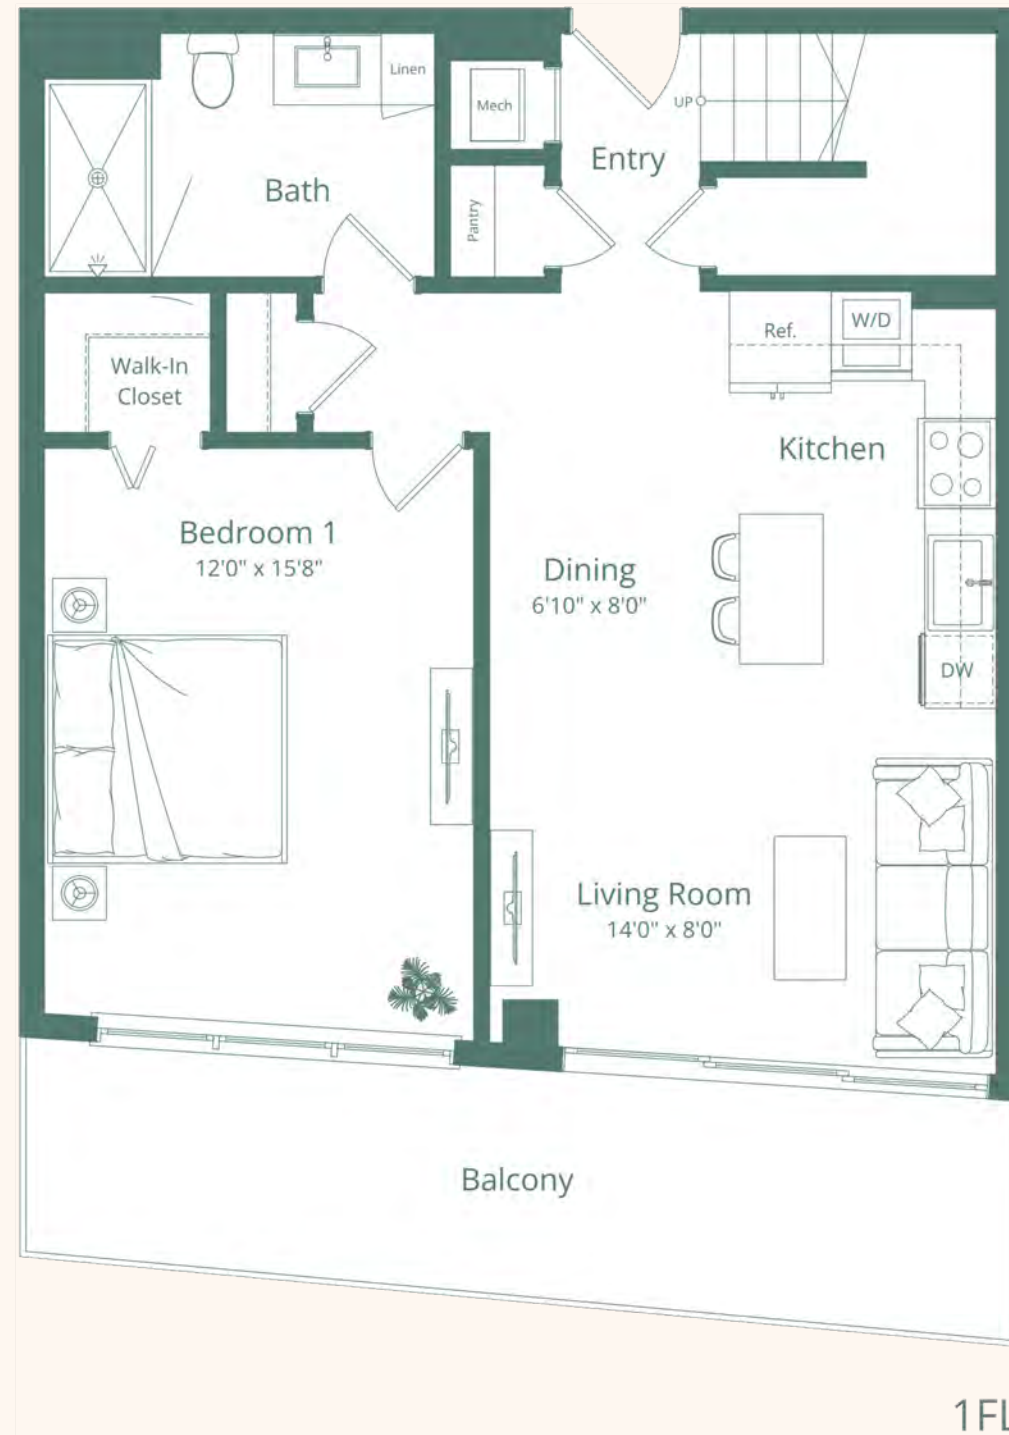 Linen
Mech
UP
Entry
Bath
Pantry
W/D
Ref.
Walk-In
Closet
Kitchen
Bedroom 1
12'0" x 15'8"
Dining
6'10" x 8'0"
DW
Living Room
14'0" x 8'0"
Balcony
1FL